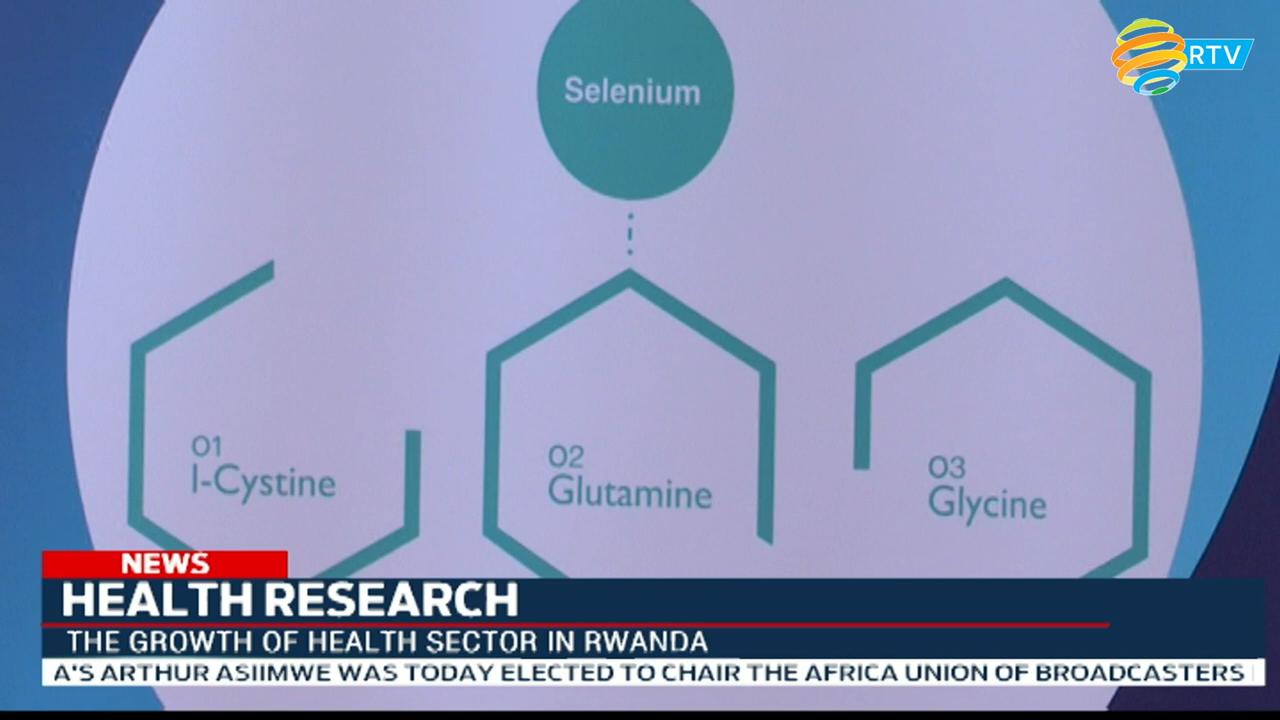 RTV
Selenium
01
l-Cystine
02
Glutamine
03
Glycine
NEWS
HEALTH RESEARCH
THE GROWTH OF HEALTH SECTOR IN RWANDA
A'S ARTHUR ASIIMWE WAS TODAY ELECTED TO CHAIR THE AFRICA UNION OF BROADCASTERS